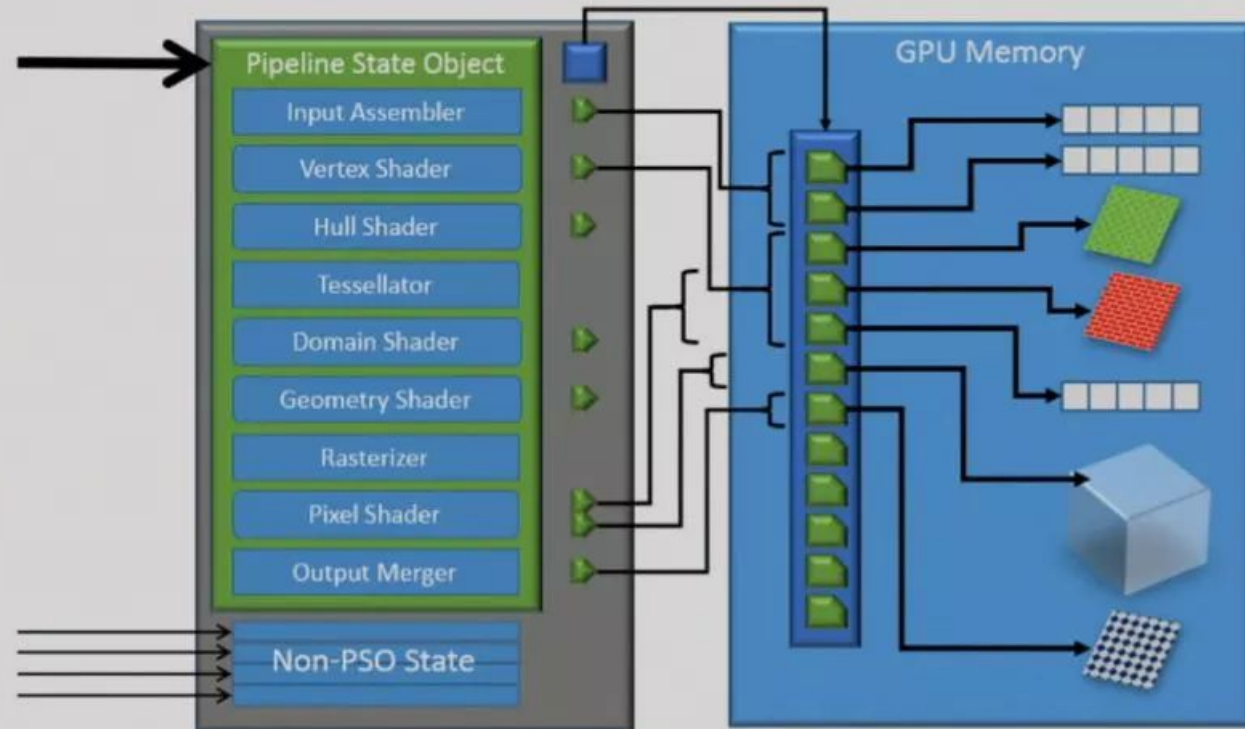 Pipeline State Object
GPU Memory
Input Assembler
Vertex Shader
Hull Shader
Tessellator
Domain Shader
Geometry Shader
Rasterizer
Pixel Shader
Output Merger
Non-PSO State